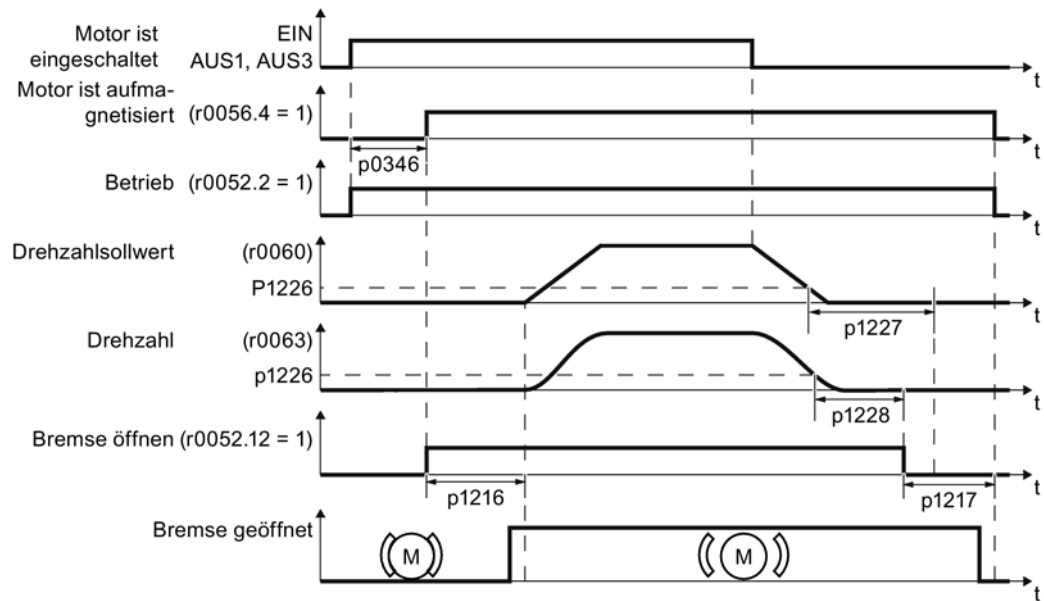 Motor ist
eingeschaltet
EIN
AUS1, AUS3
t
Motor ist aufma-
gnetisiert (r0056.4 = 1)
t
p0346
Betrieb (r0052.2 = 1)
t
Drehzahlsollwert (r0060)
P1226
t
p1227
Drehzahl (r0063)
p1226
t
p1228
Bremse öffnen (r0052.12 = 1)
t
p1216
p1217
Bremse geöffnet
M
M
t